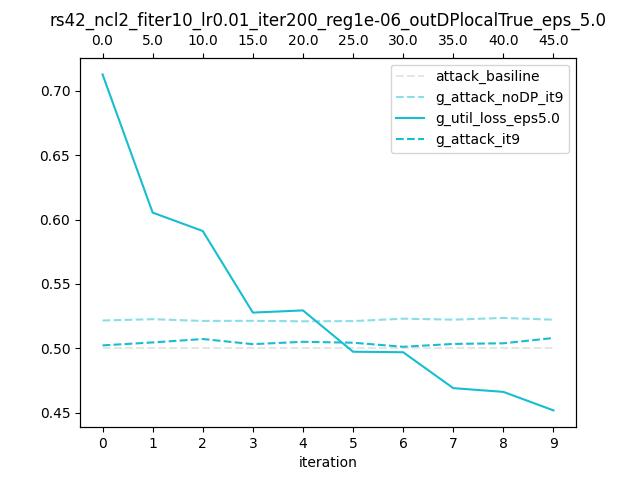 rs42_ncl2_fiter10_lr0.01_iter200_reg1e-06_outDPlocalTrue_eps_5.0
0.0 5.0 10.0 15.0 20.0 25.0 30.0 35.0 40.0 45.0
attack_basiline
g_attack_noDP_it9
g_util_loss_eps5.0
g_attack_it9
0.70
0.65
0.60
0.55
0.50
0.45
0 1 2 3 4 5 6 7 8 9
iteration